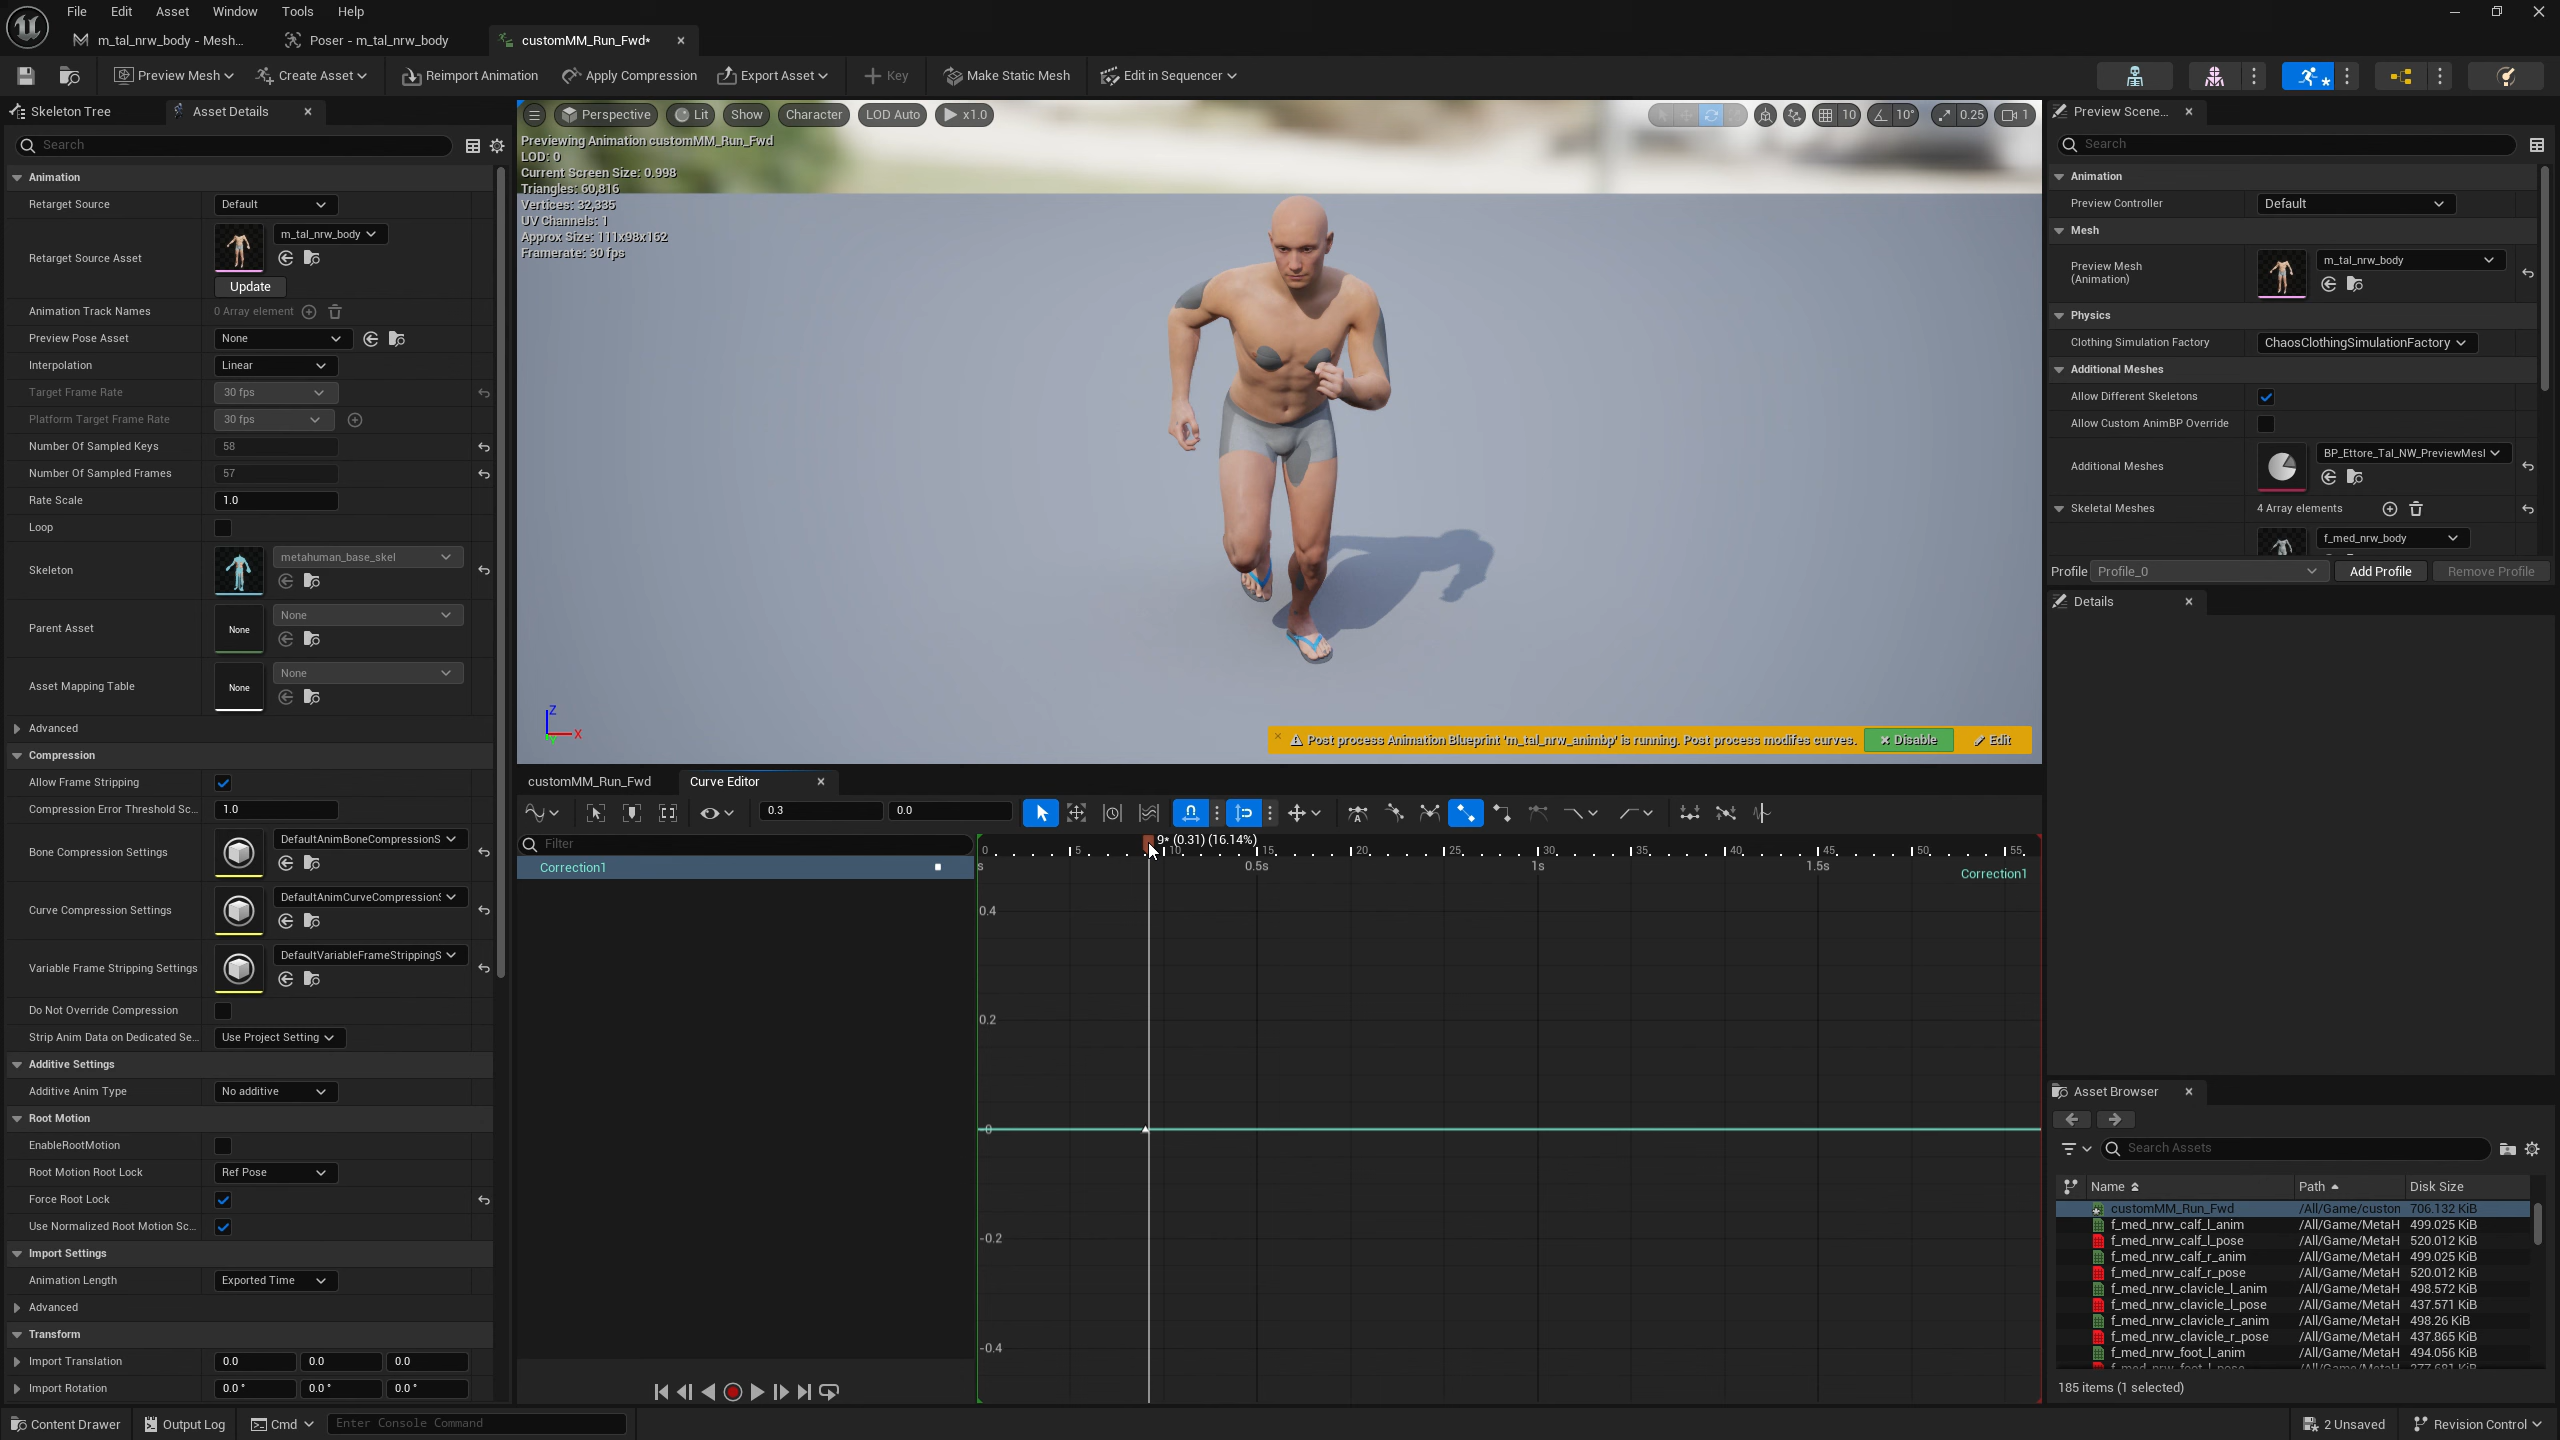 File Edit Asset Window Tools Help
m_tal_nrw_body - Mesh...
Poser - m_tal_nrw_body
customMM_Run_Fwd*
Preview Mesh
Create Asset
Reimport Animation
Apply Compression
Export Asset
Key
Make Static Mesh
Edit in Sequencer
Skeleton Tree
Asset Details
Search
Animation
Retarget Source
Default
Retarget Source Asset
m_tal_nrw_body
Update
Animation Track Names
0 Array element
Preview Pose Asset
None
Interpolation
Linear
Target Frame Rate
30 fps
Platform Target Frame Rate
30 fps
Number Of Sampled Keys
58
Number Of Sampled Frames
57
Rate Scale
1.0
Loop
Skeleton
metahuman_base_skel
Parent Asset
None
None
Asset Mapping Table
None
None
Advanced
Compression
Allow Frame Stripping
Compression Error Threshold Sc...
1.0
Bone Compression Settings
DefaultAnimBoneCompressionS
Curve Compression Settings
DefaultAnimCurveCompressionS
Variable Frame Stripping Settings
DefaultVariableFrameStrippingS
Do Not Override Compression
Strip Anim Data on Dedicated Se...
Use Project Setting
Additive Settings
Additive Anim Type
No additive
Root Motion
EnableRootMotion
Root Motion Root Lock
Ref Pose
Force Root Lock
Use Normalized Root Motion Sc...
Import Settings
Animation Length
Exported Time
Advanced
Transform
Import Translation
0.0 0.0 0.0
Import Rotation
0.0 ° 0.0 ° 0.0 °
Perspective
Lit
Show
Character
LOD Auto
x1.0
10
10°
0.25
1
Previewing Animation customMM_Run_Fwd
LOD: 0
Current Screen Size: 0.998
Triangles: 60,816
Vertices: 32,335
UV Channels: 1
Approx Size: 111x98x162
Framerate: 30 fps
Z
X
Post process Animation Blueprint 'm_tal_nrw_animbp' is running. Post process modifes curves.
Disable
Edit
customMM_Run_Fwd
Curve Editor
0.3
0.0
Filter
Correction1
9* (0.31) (16.14%)
0 5 10 15 20 25 30 35 40 45 50 55
s 0.5s 1s 1.5s
Correction1
0.4
0.2
0
-0.2
-0.4
Preview Scene...
Search
Animation
Preview Controller
Default
Mesh
Preview Mesh
(Animation)
m_tal_nrw_body
Physics
Clothing Simulation Factory
ChaosClothingSimulationFactory
Additional Meshes
Allow Different Skeletons
Allow Custom AnimBP Override
Additional Meshes
BP_Ettore_Tal_NW_PreviewMesl
Skeletal Meshes
4 Array elements
f_med_nrw_body
Profile
Profile_0
Add Profile
Remove Profile
Details
Asset Browser
Search Assets
Name Path Disk Size
customMM_Run_Fwd /All/Game/custon 706.132 KiB
f_med_nrw_calf_l_anim /All/Game/MetaH 499.025 KiB
f_med_nrw_calf_l_pose /All/Game/MetaH 520.012 KiB
f_med_nrw_calf_r_anim /All/Game/MetaH 499.025 KiB
f_med_nrw_calf_r_pose /All/Game/MetaH 520.012 KiB
f_med_nrw_clavicle_l_anim /All/Game/MetaH 498.572 KiB
f_med_nrw_clavicle_l_pose /All/Game/MetaH 437.571 KiB
f_med_nrw_clavicle_r_anim /All/Game/MetaH 498.26 KiB
f_med_nrw_clavicle_r_pose /All/Game/MetaH 437.865 KiB
f_med_nrw_foot_l_anim /All/Game/MetaH 494.056 KiB
f_med_nrw_foot_l_pose /All/Game/MetaH 377.681 KiB
185 items (1 selected)
Content Drawer
Output Log
Cmd
Enter Console Command
2 Unsaved
Revision Control